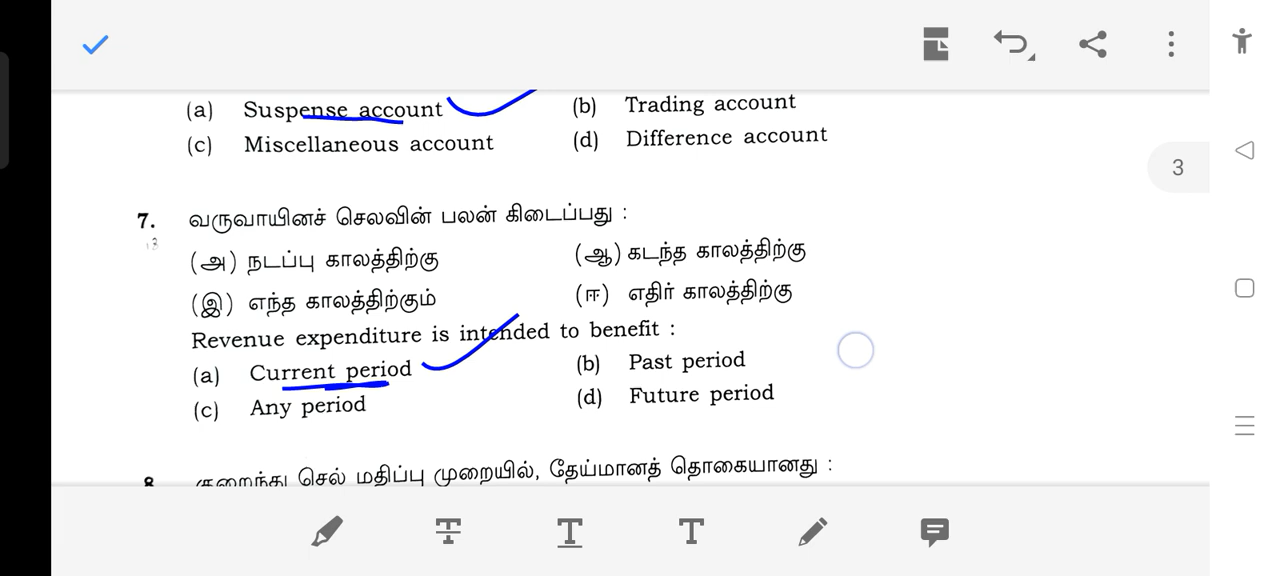 3
(a) Suspense account (b) Trading account
(c) Miscellaneous account (d) Difference account
7. வருவாயினச் செலவின் பலன் கிடைப்பது :
(அ) நடப்பு காலத்திற்கு (ஆ) கடந்த காலத்திற்கு
(இ) எந்த காலத்திற்கும் (ஈ) எதிர் காலத்திற்கு
Revenue expenditure is intended to benefit :
(a) Current period (b) Past period
(c) Any period (d) Future period
8 குறைந்து செல் மதிப்பு முறையில், தேய்மானத் தொகையானது :